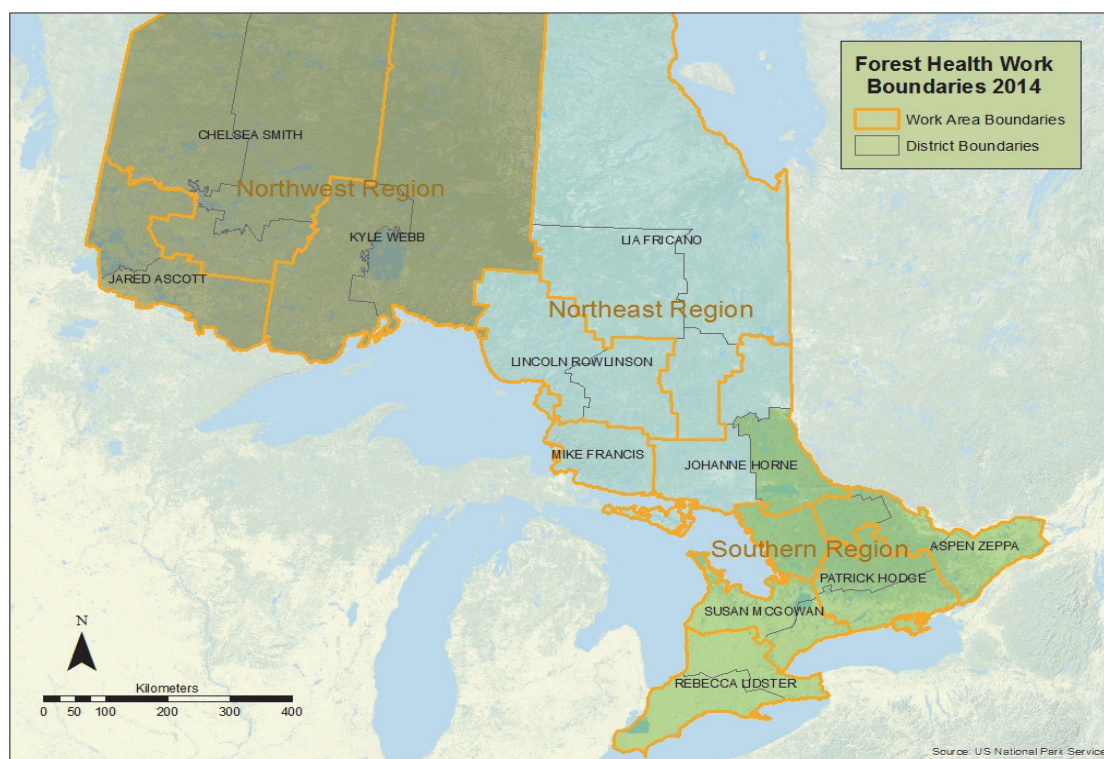 Forest Health Work
Boundaries 2014
Work Area Boundaries
District Boundaries
CHELSEA SMITH
Northwest Region
KYLE WEBB
JARED ASCOTT
LIA FRICANO
Northeast Region
LINCOLN ROWLINSON
MIKE FRANCIS
JOHANNE HORNE
Southern Region
ASPEN ZEPPA
PATRICK HODGE
SUSAN MCGOWAN
REBECCA LIDSTER
N
Kilometers
0 50 100 200 300 400
Source: US National Park Service